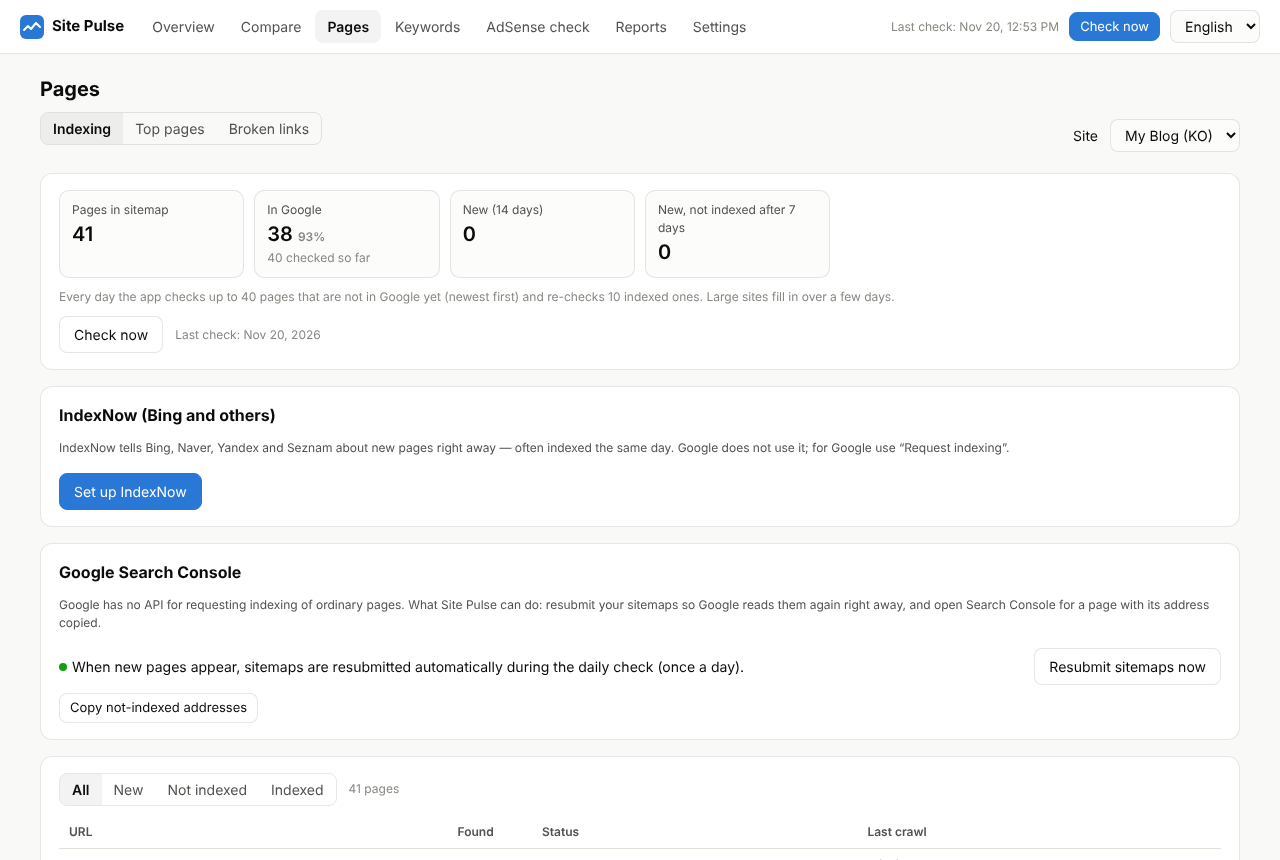 Site Pulse
Overview
Compare
Pages
Keywords
AdSense check
Reports
Settings
Last check: Nov 20, 12:53 PM
Check now
English
Pages
Indexing
Top pages
Broken links
Site
My Blog (KO)
Pages in sitemap
41
In Google
38 93%
40 checked so far
New (14 days)
0
New, not indexed after 7
days
0
Every day the app checks up to 40 pages that are not in Google yet (newest first) and re-checks 10 indexed ones. Large sites fill in over a few days.
Check now
Last check: Nov 20, 2026
IndexNow (Bing and others)
IndexNow tells Bing, Naver, Yandex and Seznam about new pages right away — often indexed the same day. Google does not use it; for Google use “Request indexing”.
Set up IndexNow
Google Search Console
Google has no API for requesting indexing of ordinary pages. What Site Pulse can do: resubmit your sitemaps so Google reads them again right away, and open Search Console for a page with its address
copied.
When new pages appear, sitemaps are resubmitted automatically during the daily check (once a day).
Resubmit sitemaps now
Copy not-indexed addresses
All
New
Not indexed
Indexed
41 pages
URL
Found
Status
Last crawl